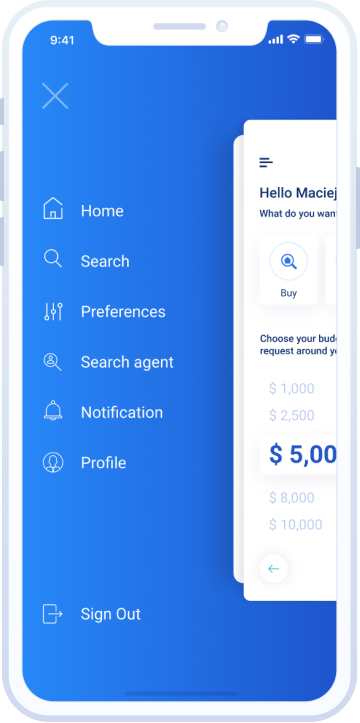 9:41
Home
Search
Preferences
Search agent
Notification
Profile
Sign Out
Hello Maciej
What do you wan
Buy
Choose your bud
request around y
$ 1,000
$ 2,500
$ 5,00
$ 8,000
$ 10,000